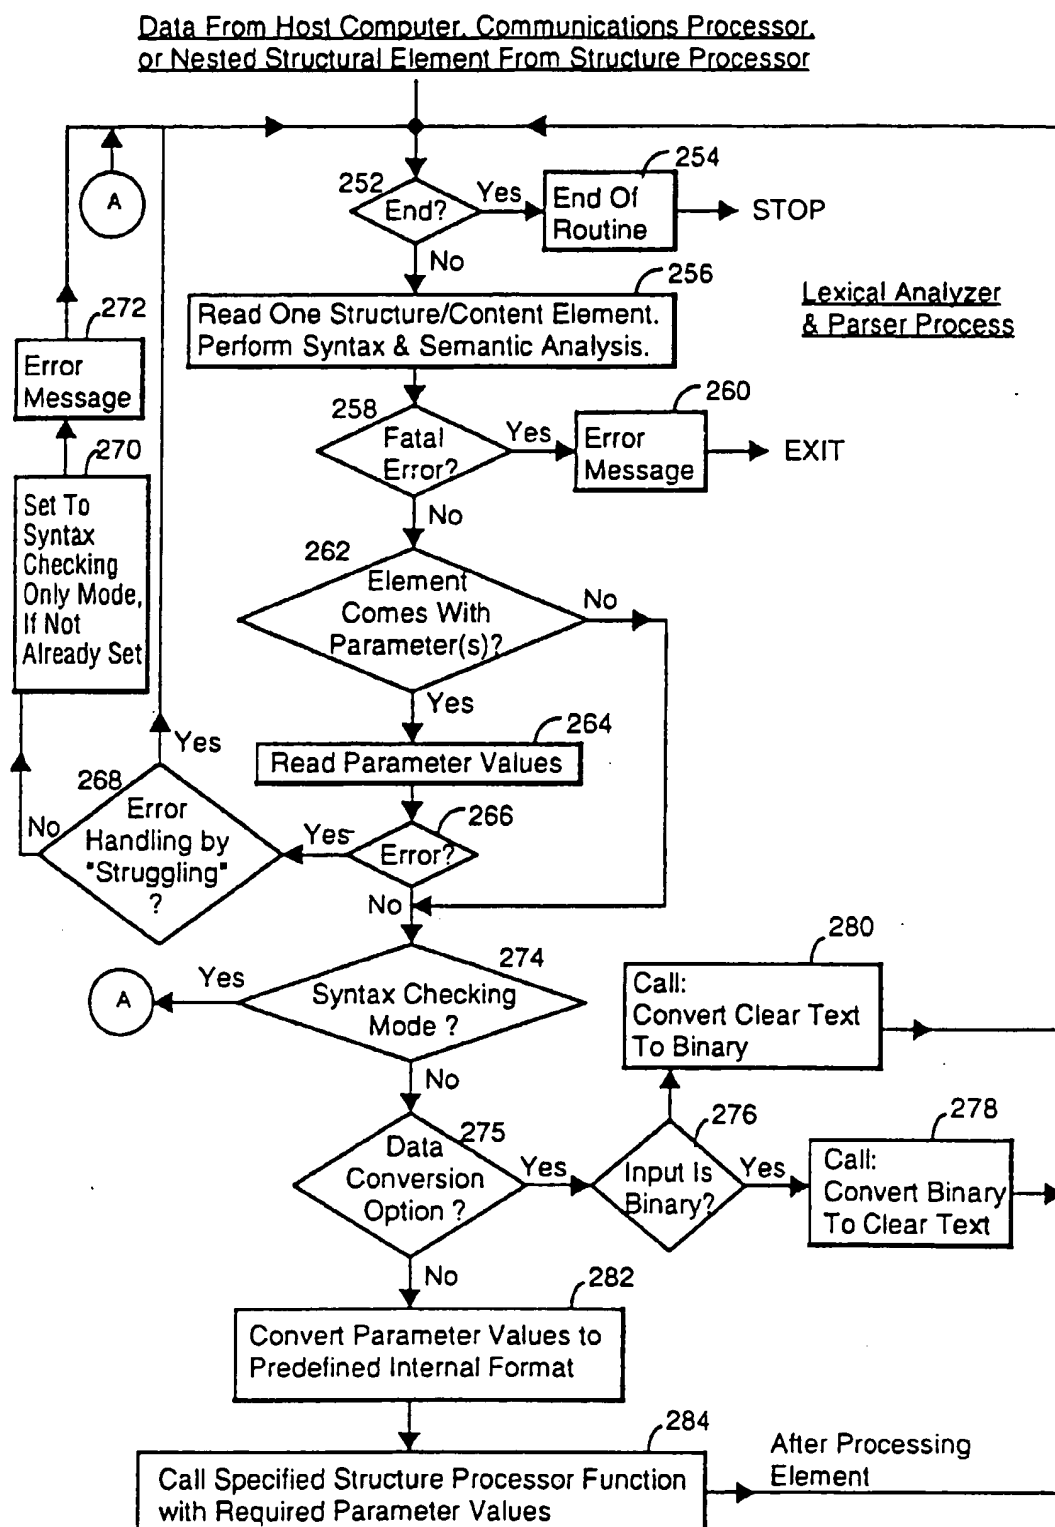 Data From Host Computer, Communications Processor,
or Nested Structural Element From Structure Processor
A
252
End?
Yes
254
End Of
Routine
STOP
No
256
Read One Structure/Content Element.
Perform Syntax & Semantic Analysis.
Lexical Analyzer
& Parser Process
272
Error
Message
258
Fatal
Error?
Yes
260
Error
Message
EXIT
No
270
Set To
Syntax
Checking
Only Mode,
If Not
Already Set
262
Element
Comes With
Parameter(s)?
No
Yes
264
Read Parameter Values
Yes
268
No
Error
Handling by
"Struggling"
?
Yes
266
Error?
No
274
Syntax Checking
Mode ?
Yes
A
No
280
Call:
Convert Clear Text
To Binary
275
Data
Conversion
Option ?
Yes
276
Input Is
Binary?
Yes
278
Call:
Convert Binary
To Clear Text
No
282
Convert Parameter Values to
Predefined Internal Format
284
Call Specified Structure Processor Function
with Required Parameter Values
After Processing
Element